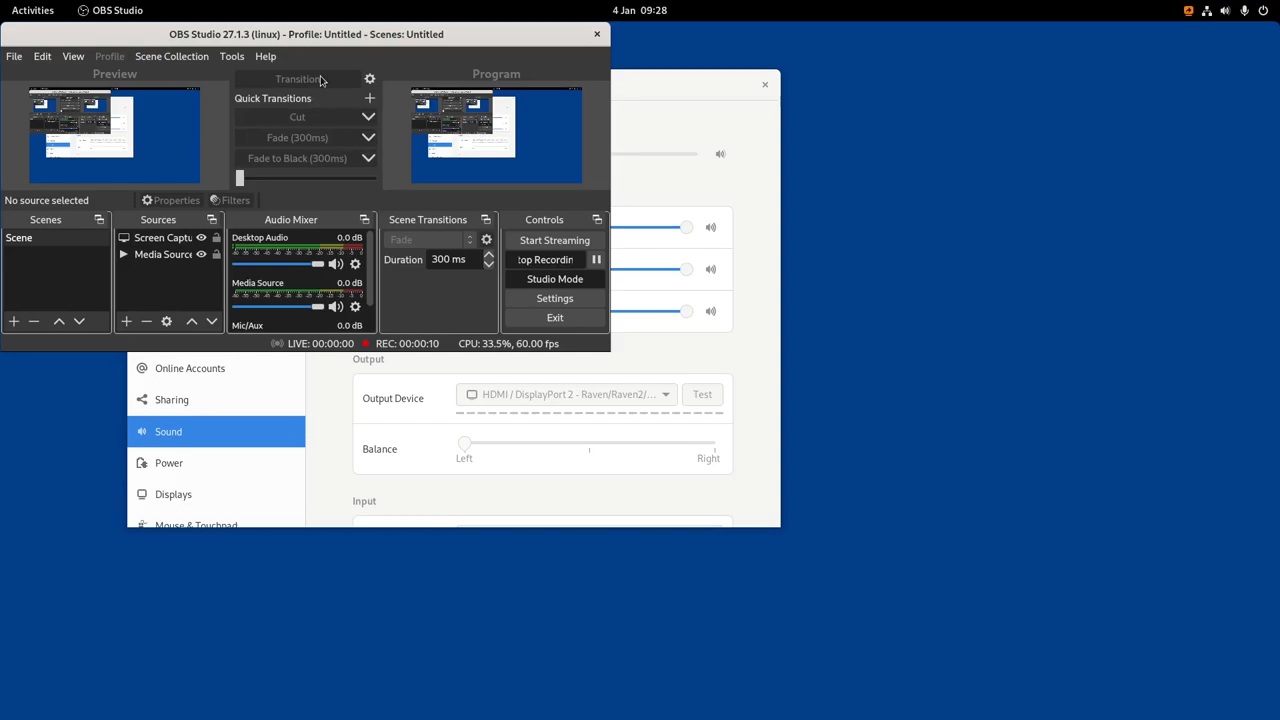 Activities OBS Studio 4 Jan 09:28
OBS Studio 27.1.3 (linux) - Profile: Untitled - Scenes: Untitled
File Edit View Profile Scene Collection Tools Help
Preview Transition Program
Quick Transitions
Cut
Fade (300ms)
Fade to Black (300ms)
No source selected Properties Filters
Scenes Sources Audio Mixer Scene Transitions Controls
Scene
Screen Captu
Media Source
Desktop Audio 0.0 dB
Media Source 0.0 dB
Mic/Aux 0.0 dB
Fade
Duration 300 ms
Start Streaming
top Recordin
Studio Mode
Settings
Exit
LIVE: 00:00:00 REC: 00:00:10 CPU: 33.5%, 60.00 fps
Online Accounts
Sharing
Sound
Power
Displays
Mouse & Touchpad
Output
Output Device HDMI / DisplayPort 2 - Raven/Raven2/... Test
Balance
Left Right
Input